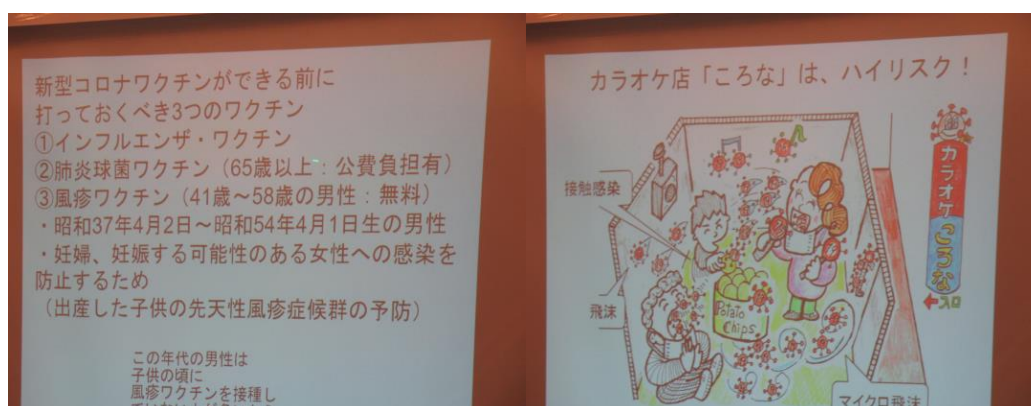 新型コロナワクチンができる前に
打っておくべき3つのワクチン
①インフルエンザ・ワクチン
②肺炎球菌ワクチン（65歳以上：公費負担有）
③風疹ワクチン（41歳～58歳の男性：無料）
・昭和37年4月2日～昭和54年4月1日生の男性
・妊婦、妊娠する可能性のある女性への感染を
防止するため
（出産した子供の先天性風疹症候群の予防）
この年代の男性は
子供の頃に
風疹ワクチンを接種し
カラオケ店「ころな」は、ハイリスク！
接触感染
飛沫
Potato
Chips
カラオケころな
←入口
マイクロ飛沫